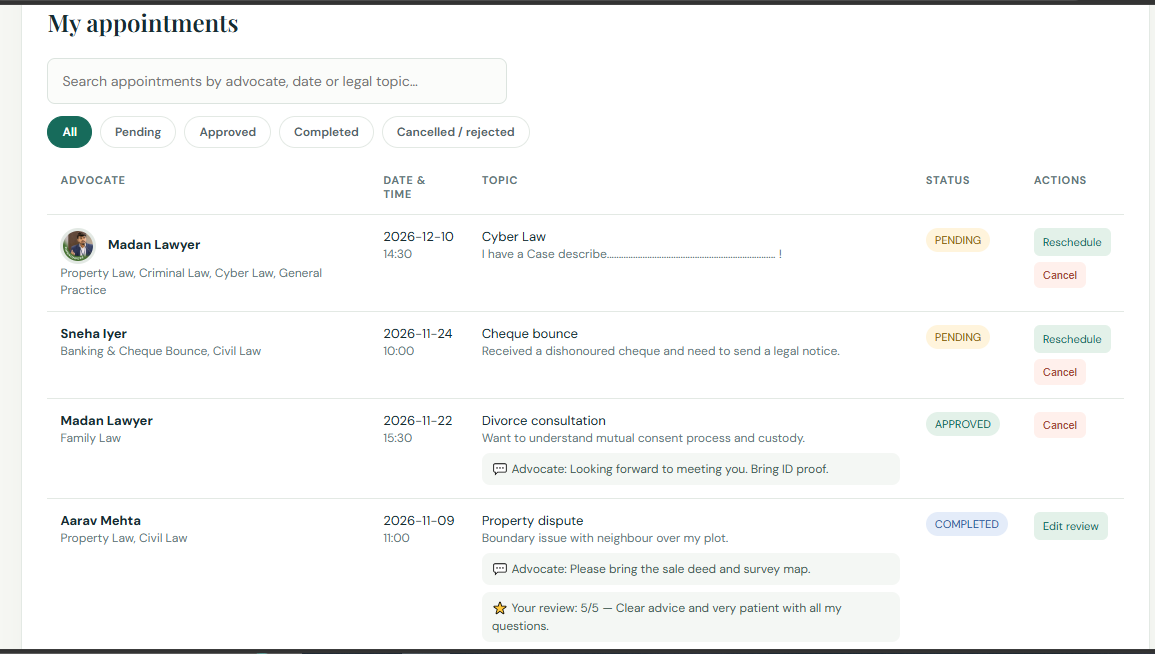 My appointments
Search appointments by advocate, date or legal topic...
All
Pending
Approved
Completed
Cancelled / rejected
ADVOCATE
DATE &
TIME
TOPIC
STATUS
ACTIONS
Madan Lawyer
Property Law, Criminal Law, Cyber Law, General
Practice
2026-12-10
14:30
Cyber Law
I have a Case describe........................................................................... !
PENDING
Reschedule
Cancel
Sneha Iyer
Banking & Cheque Bounce, Civil Law
2026-11-24
10:00
Cheque bounce
Received a dishonoured cheque and need to send a legal notice.
PENDING
Reschedule
Cancel
Madan Lawyer
Family Law
2026-11-22
15:30
Divorce consultation
Want to understand mutual consent process and custody.
💬 Advocate: Looking forward to meeting you. Bring ID proof.
APPROVED
Cancel
Aarav Mehta
Property Law, Civil Law
2026-11-09
11:00
Property dispute
Boundary issue with neighbour over my plot.
💬 Advocate: Please bring the sale deed and survey map.
⭐ Your review: 5/5 — Clear advice and very patient with all my
questions.
COMPLETED
Edit review